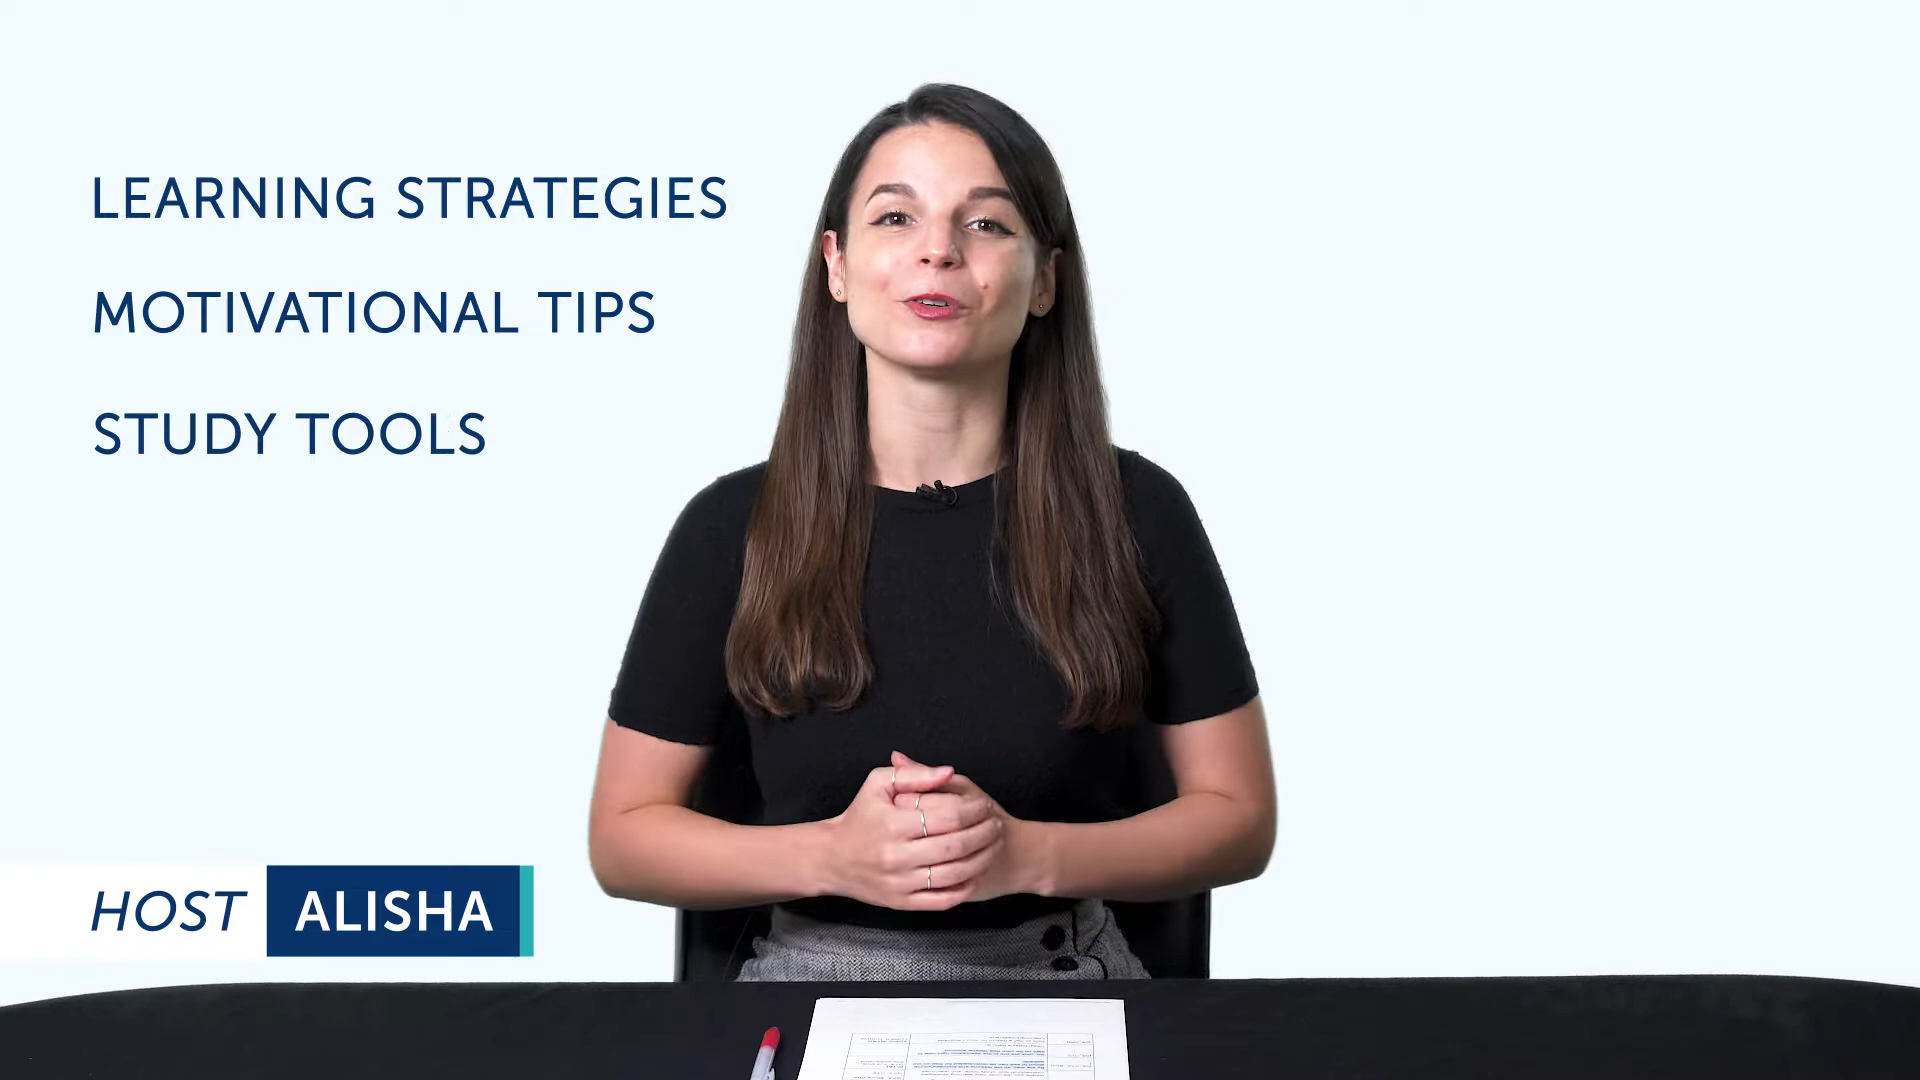 LEARNING STRATEGIES
MOTIVATIONAL TIPS
STUDY TOOLS
HOST ALISHA